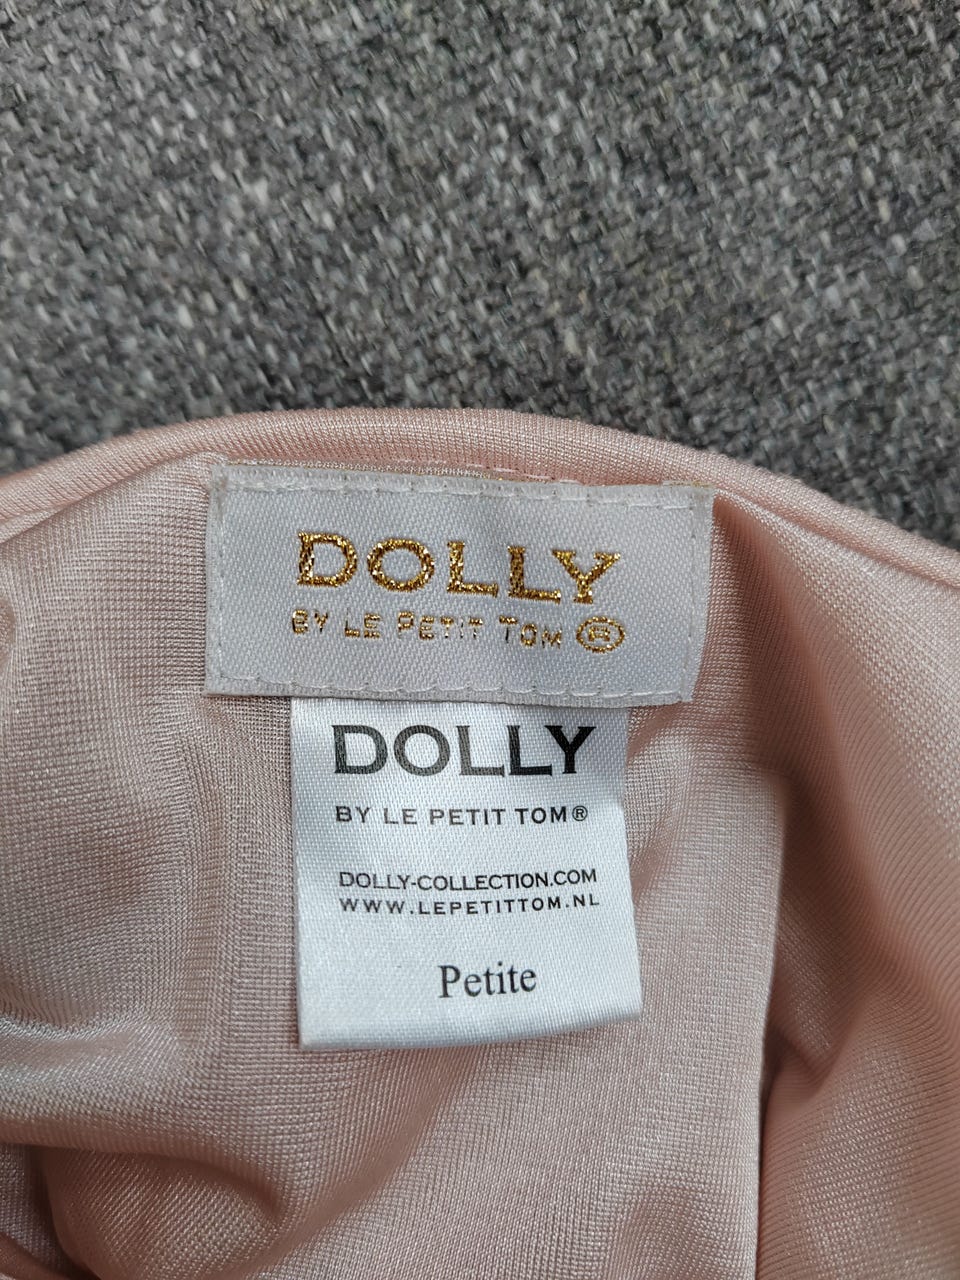 DOLLY
BY LE PETIT TOM ®
DOLLY
BY LE PETIT TOM®
DOLLY-COLLECTION.COM
WWW.LEPETITTOM.NL
Petite